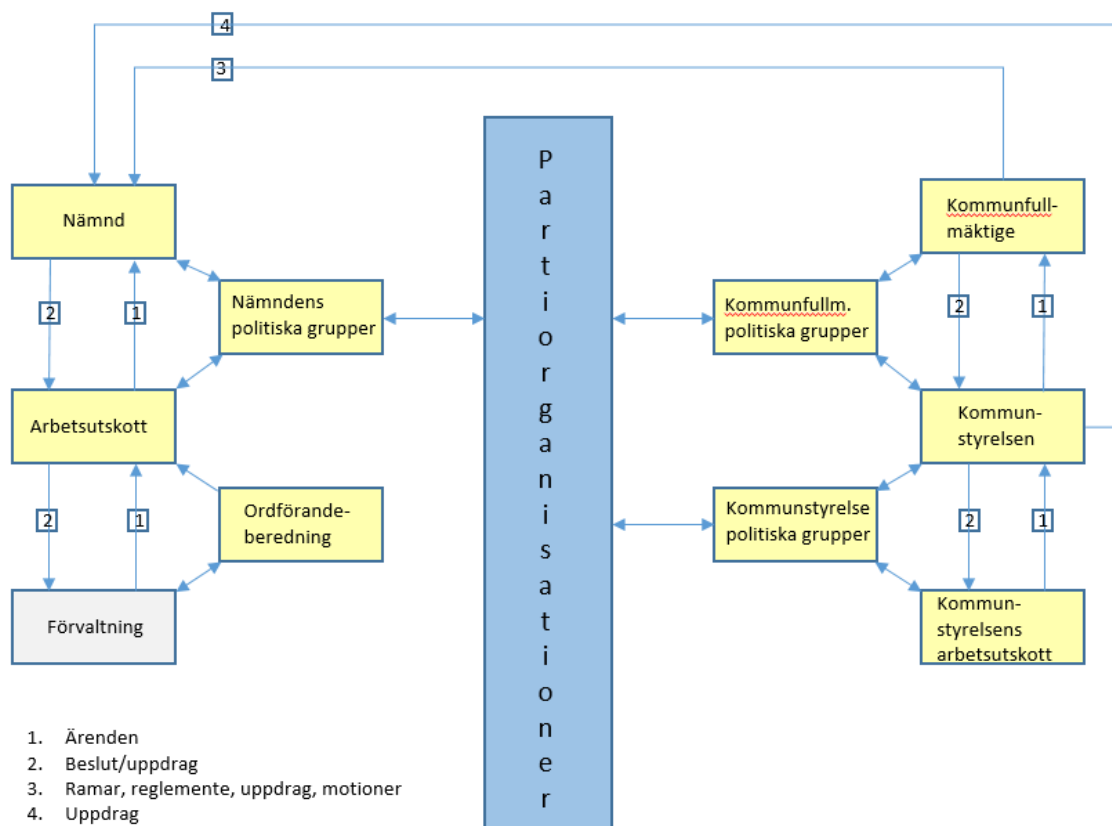 4
3
Nämnd
Kommunfull-
mäktige
2
1
Nämndens
politiska grupper
Partiorganisationer
Kommunfullm.
politiska grupper
2
1
Arbetsutskott
Kommun-
styrelsen
2
1
Ordförande-
beredning
Kommunstyrelse
politiska grupper
2
1
Förvaltning
Kommun-
styrelsens
arbetsutskott
1. Ärenden
2. Beslut/uppdrag
3. Ramar, reglemente, uppdrag, motioner
4. Uppdrag